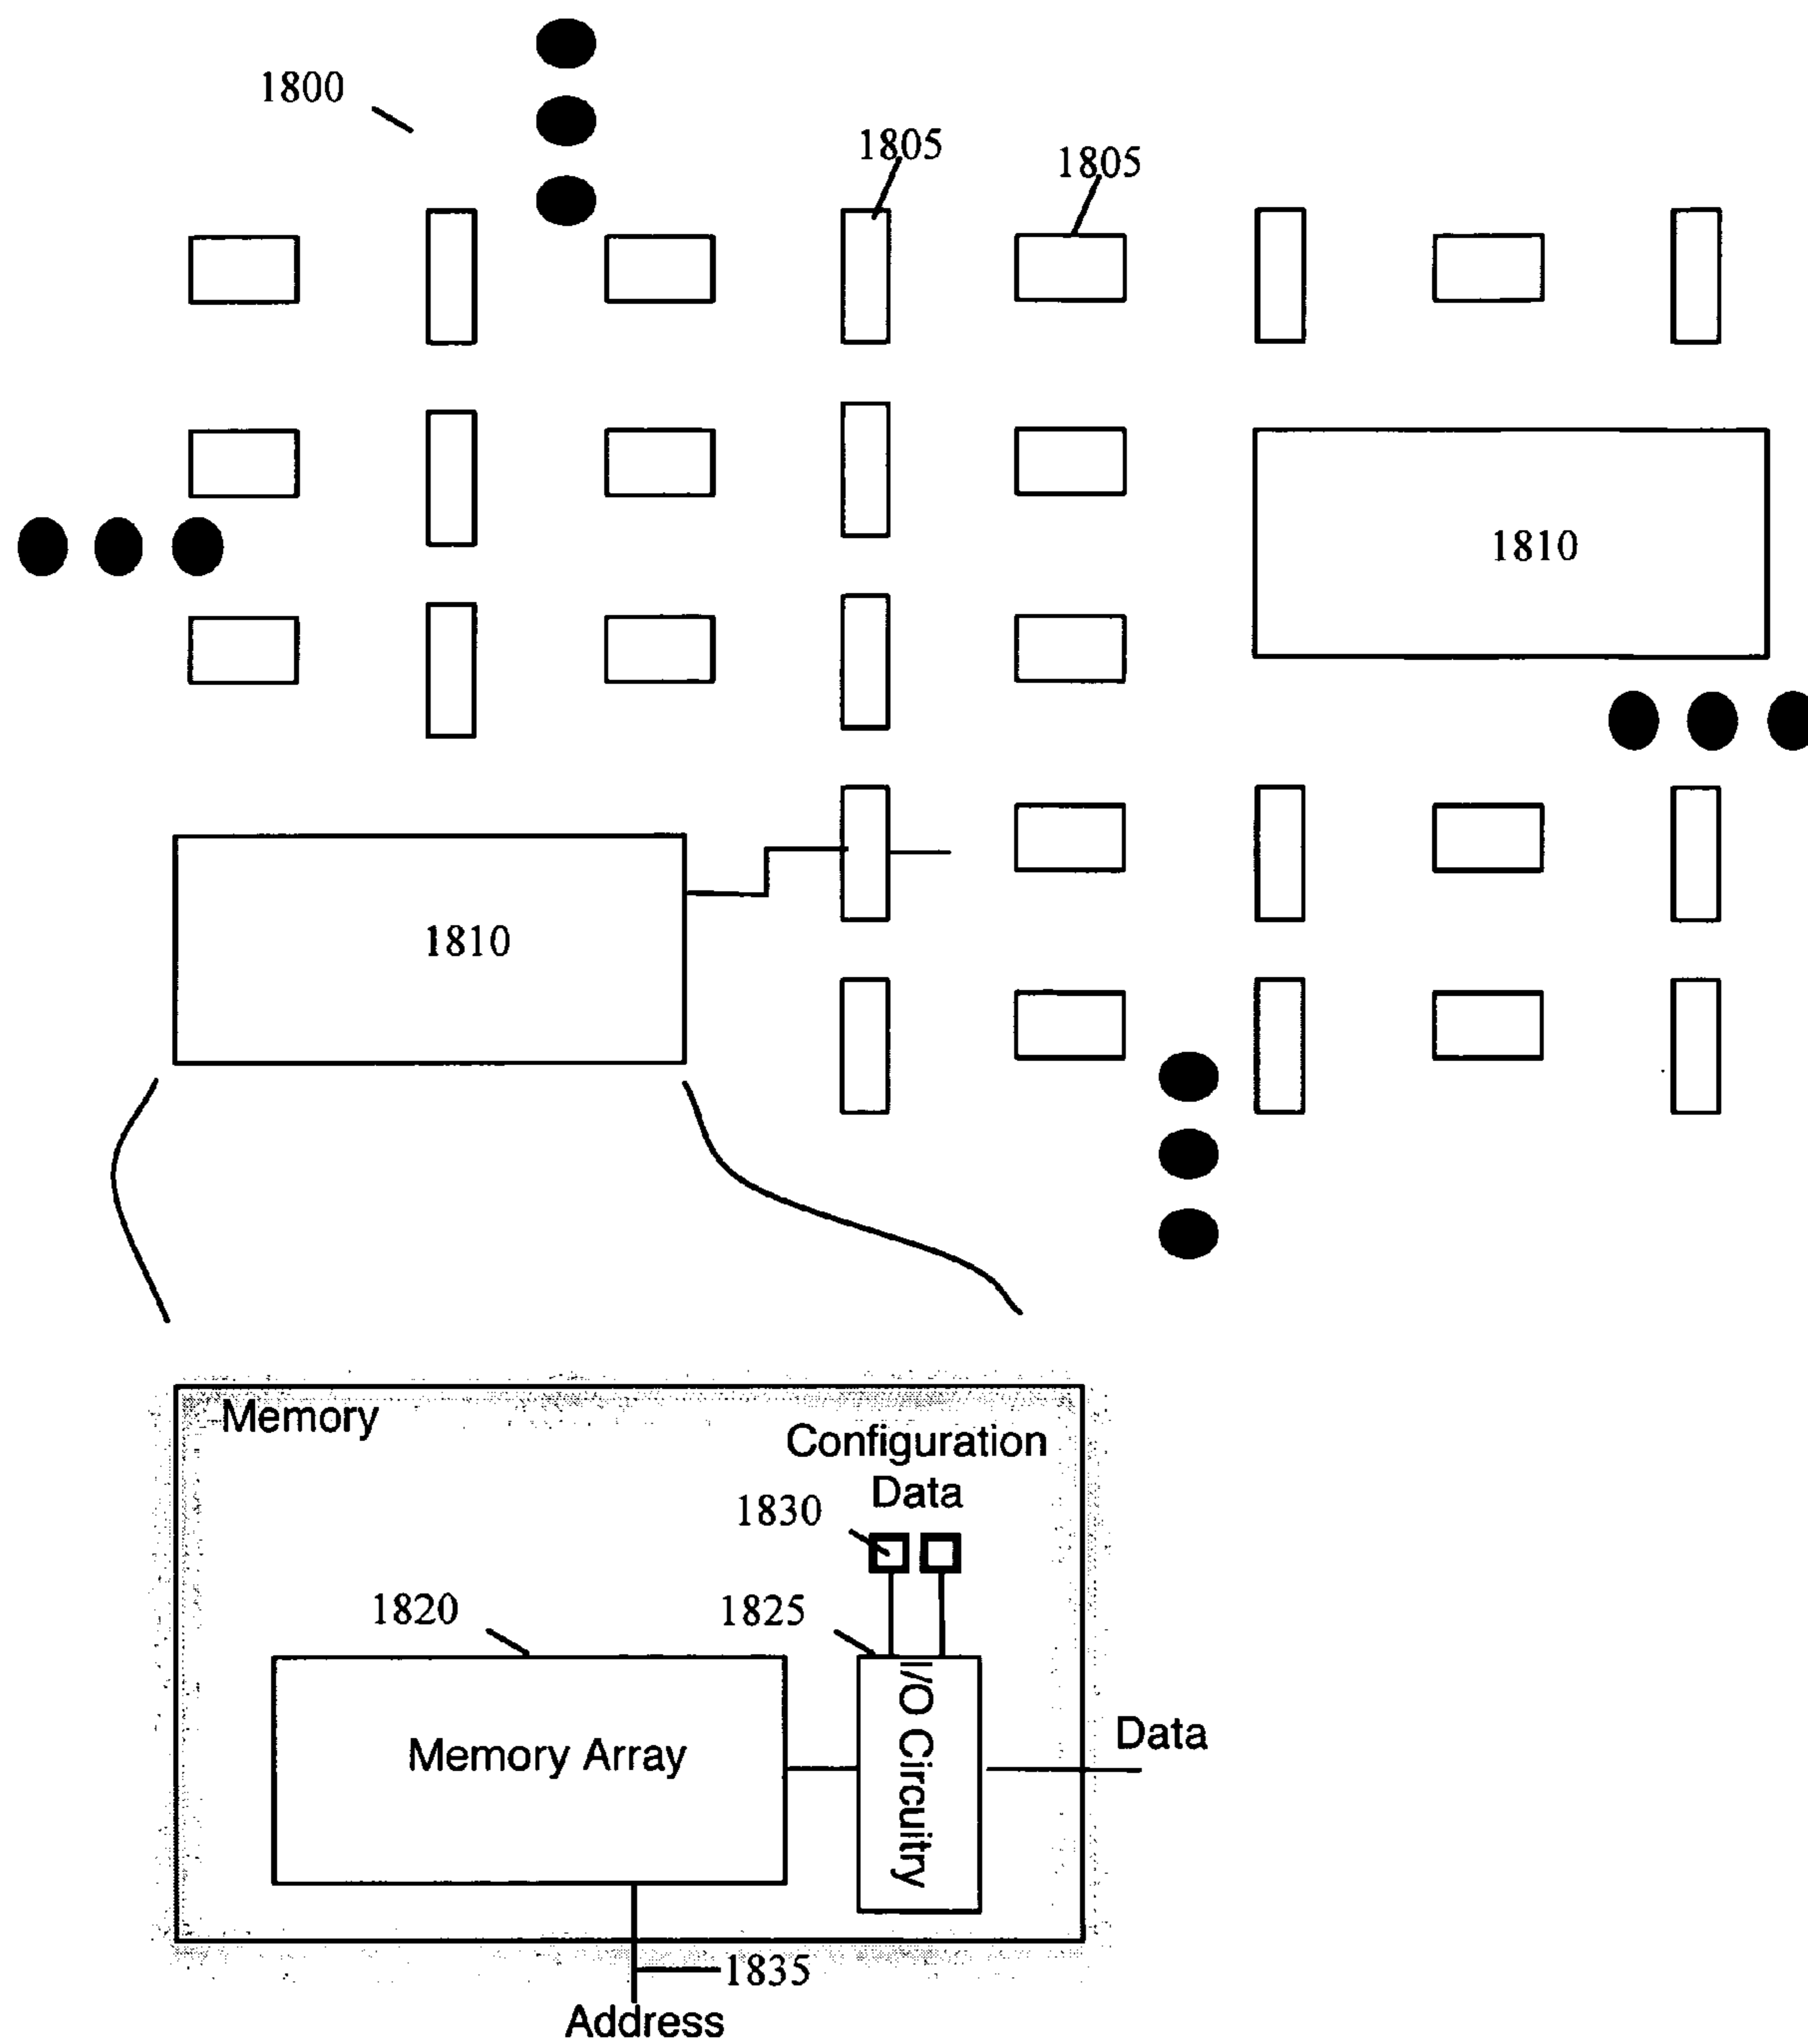 1800
1805
1805
1810
1810
Memory
Configuration
Data
1830
1820
1825
Memory Array
I/O Circuitry
Data
1835
Address